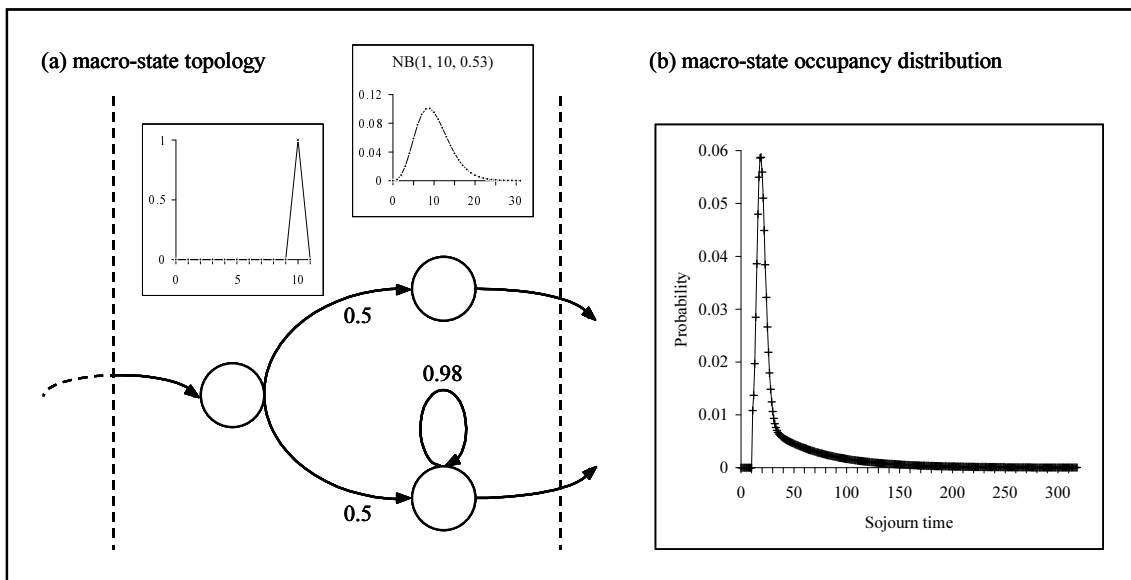 (a) macro-state topology
NB(1, 10, 0.53)
0.12
0.08
0.04
0
0 10 20 30
1
0.5
0
0 5 10
0.5
0.98
0.5
(b) macro-state occupancy distribution
0.06
0.05
0.04
0.03
0.02
0.01
0
Probability
0 50 100 150 200 250 300
Sojourn time